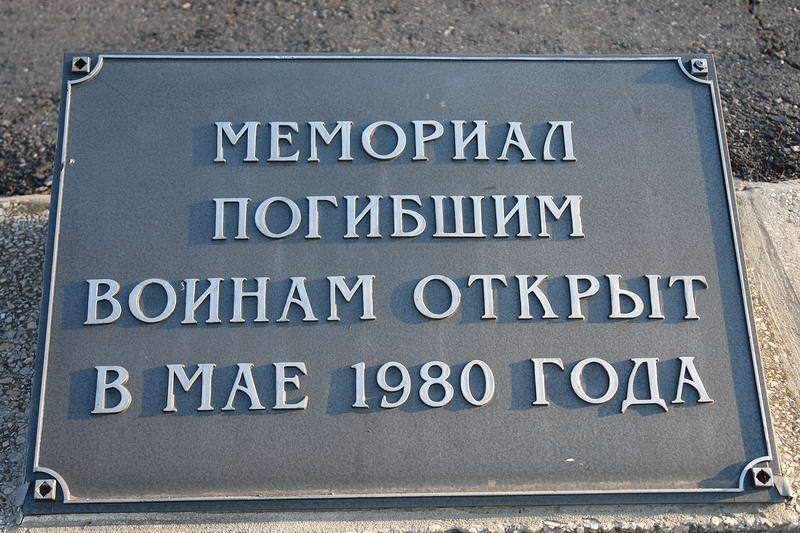 МЕМОРИАЛ
ПОГИБШИМ
ВОИНАМ ОТКРЫТ
В МАЕ 1980 ГОДА